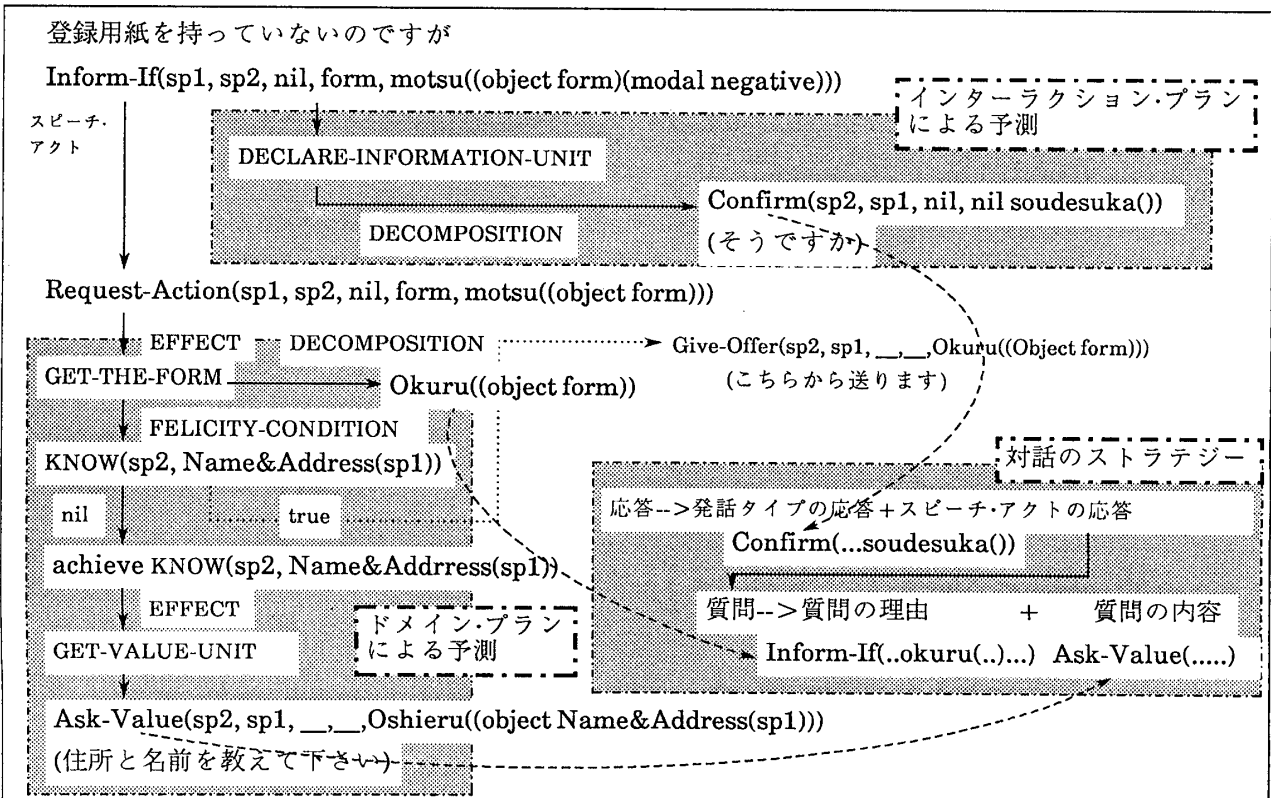 登録用紙を持っていないのですが
Inform-If(sp1, sp2, nil, form, motsu((object form)(modal negative)))
スピーチ・
アクト
インターラクション・プラン
による予測
DECLARE-INFORMATION-UNIT
Confirm(sp2, sp1, nil, nil soudesuka())
DECOMPOSITION
(そうですか)
Request-Action(sp1, sp2, nil, form, motsu((object form)))
EFFECT
DECOMPOSITION
Give-Offer(sp2, sp1, __,__,Okuru((Object form)))
(こちらから送ります)
GET-THE-FORM
Okuru((object form))
FELICITY-CONDITION
KNOW(sp2, Name&Address(sp1))
nil
true
achieve KNOW(sp2, Name&Addrress(sp1))
EFFECT
GET-VALUE-UNIT
ドメイン・プラン
による予測
Ask-Value(sp2, sp1, __,__,Oshieru((object Name&Address(sp1)))
(住所と名前を教えて下さい)
対話のストラテジー
応答-->発話タイプの応答+スピーチ・アクトの応答
Confirm(...soudesuka())
質問-->質問の理由 + 質問の内容
Inform-If(..okuru(..)...) Ask-Value(.....)